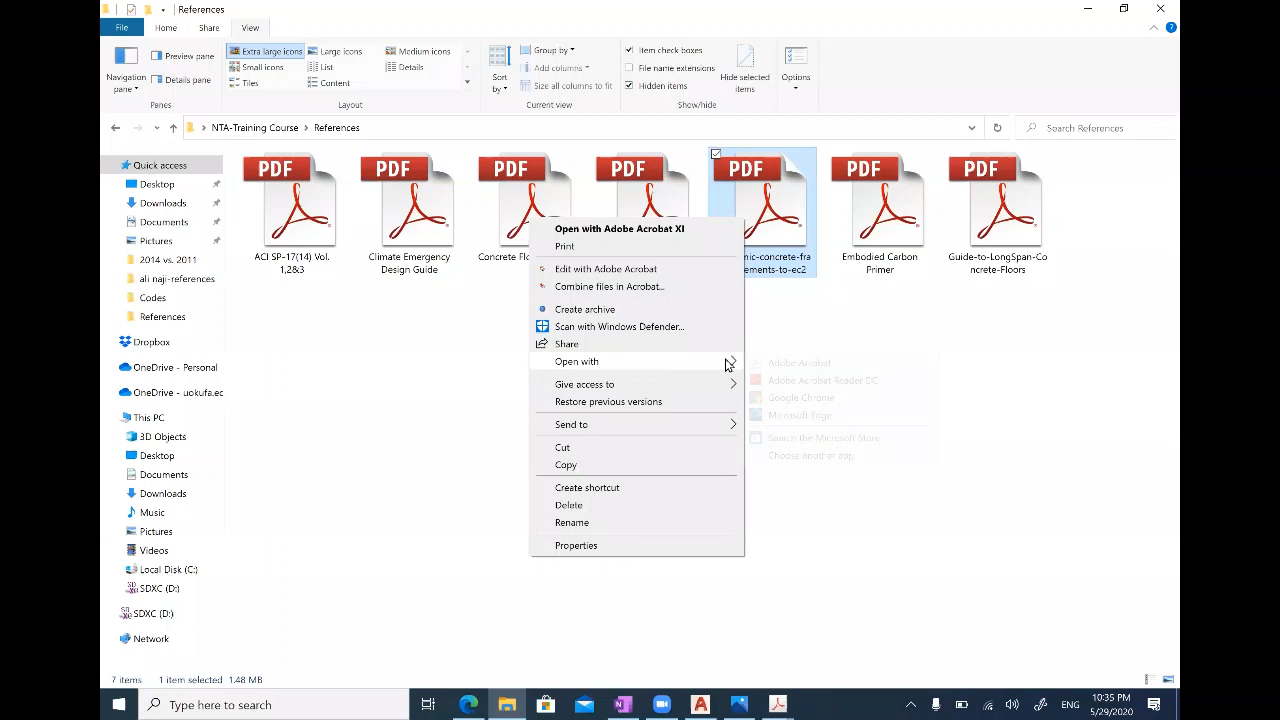 References
File
Home
Share
View
Navigation pane
Preview pane
Details pane
Panes
Extra large icons
Large icons
Medium icons
Small icons
List
Details
Tiles
Content
Layout
Sort by
Group by
Add columns
Size all columns to fit
Current view
Item check boxes
File name extensions
Hidden items
Hide selected items
Show/hide
Options
NTA-Training Course
References
Search References
Quick access
Desktop
Downloads
Documents
Pictures
2014 vs. 2011
ali naji-references
Codes
References
Dropbox
OneDrive - Personal
OneDrive - uokufa.ec
This PC
3D Objects
Desktop
Documents
Downloads
Music
Pictures
Videos
Local Disk (C:)
SDXC (D:)
SDXC (D:)
Network
PDF
PDF
PDF
PDF
PDF
PDF
PDF
ACI SP-17(14) Vol. 1,2&3
Climate Emergency Design Guide
Concrete Flo
mic-concrete-fra
ements-to-ec2
Embodied Carbon Primer
Guide-to-LongSpan-Co
ncrete-Floors
Open with Adobe Acrobat XI
Print
Edit with Adobe Acrobat
Combine files in Acrobat...
Create archive
Scan with Windows Defender...
Share
Open with
Give access to
Restore previous versions
Send to
Cut
Copy
Create shortcut
Delete
Rename
Properties
Adobe Acrobat
Adobe Acrobat Reader DC
Google Chrome
Microsoft Edge
Search the Microsoft Store
Choose another app
7 items
1 item selected 1.48 MB
Type here to search
ENG
10:35 PM
5/29/2020